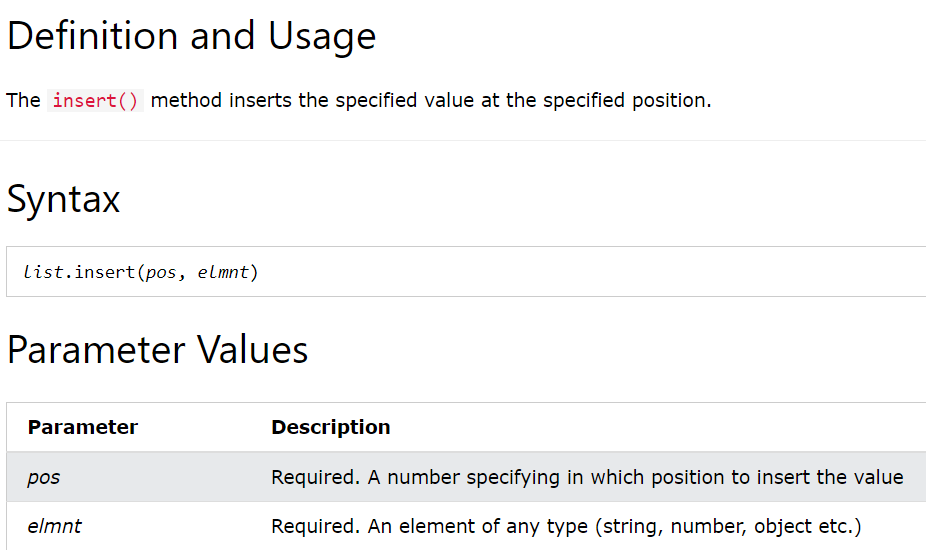 Definition and Usage
The insert() method inserts the specified value at the specified position.
Syntax
list.insert(pos, elmnt)
Parameter Values
Parameter Description
pos Required. A number specifying in which position to insert the value
elmnt Required. An element of any type (string, number, object etc.)